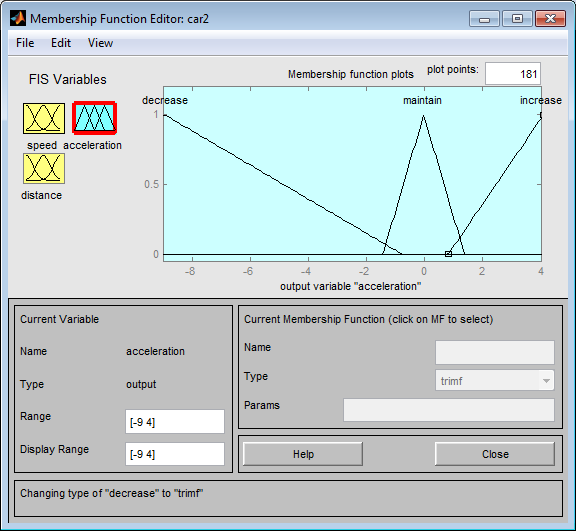 Membership Function Editor: car2
File Edit View
FIS Variables
speed acceleration
distance
Membership function plots plot points: 181
decrease maintain increase
1
0.5
0
-8 -6 -4 -2 0 2 4
output variable "acceleration"
Current Variable
Name acceleration
Type output
Range [-9 4]
Display Range [-9 4]
Current Membership Function (click on MF to select)
Name
Type trimf
Params
Help Close
Changing type of "decrease" to "trimf"